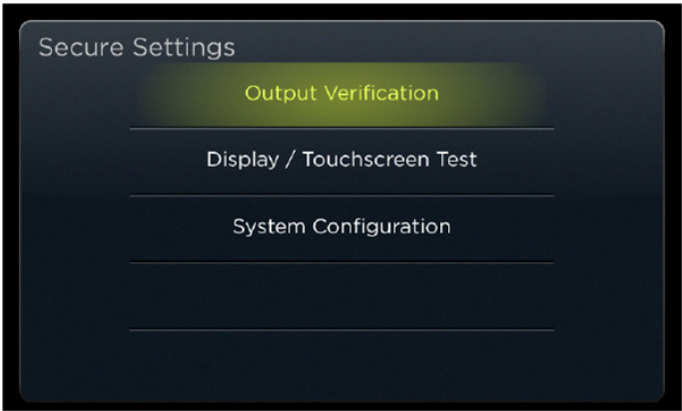 Secure Settings
Output Verification
Display / Touchscreen Test
System Configuration